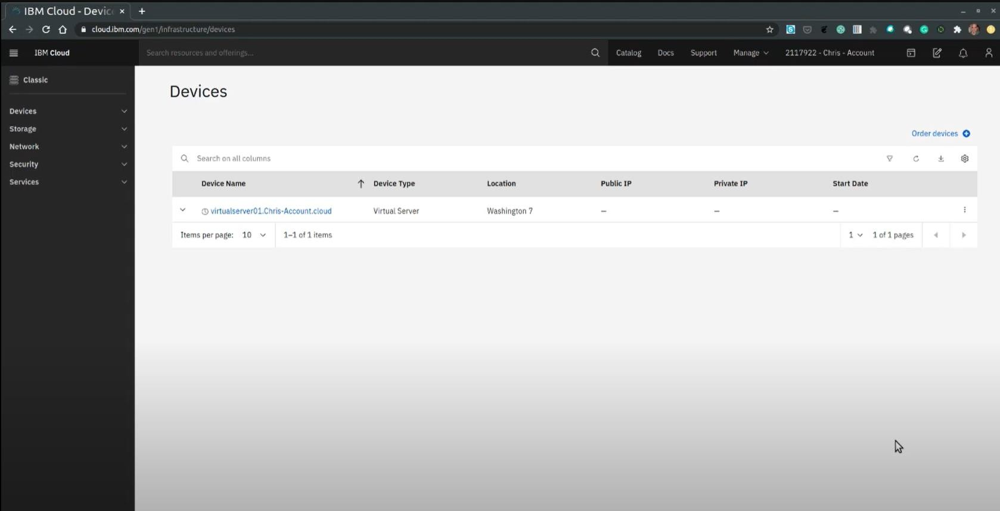 IBM Cloud - Devic
cloud.ibm.com/gen1/infrastructure/devices
IBM Cloud
Search resources and offerings...
Catalog
Docs
Support
Manage
2117922 - Chris - Account
Classic
Devices
Storage
Network
Security
Services
Devices
Order devices
Search on all columns
Device Name Device Type Location Public IP Private IP Start Date
virtualserver01.Chris-Account.cloud Virtual Server Washington 7 – – –
Items per page: 10 1–1 of 1 items 1 1 of 1 pages